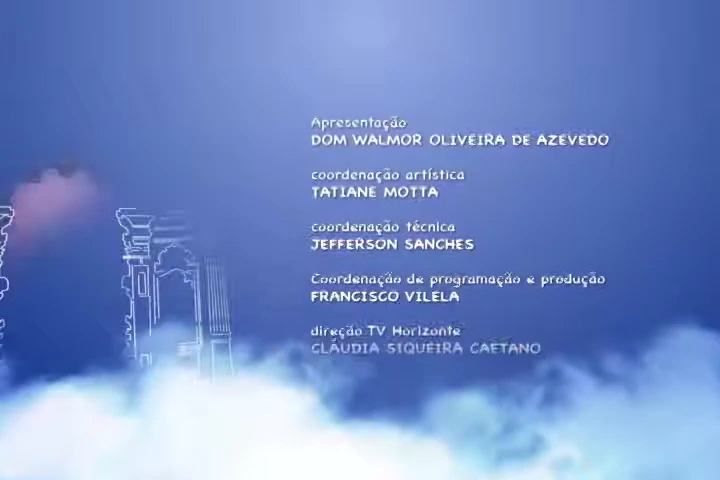 Apresentação
DOM WALMOR OLIVEIRA DE AZEVEDO
coordenação artística
TATIANE MOTTA
coordenação técnica
JEFFERSON SANCHES
Coordenação de programação e produção
FRANCISCO VILELA
direção TV Horizonte
CLÁUDIA SIQUEIRA CAETANO